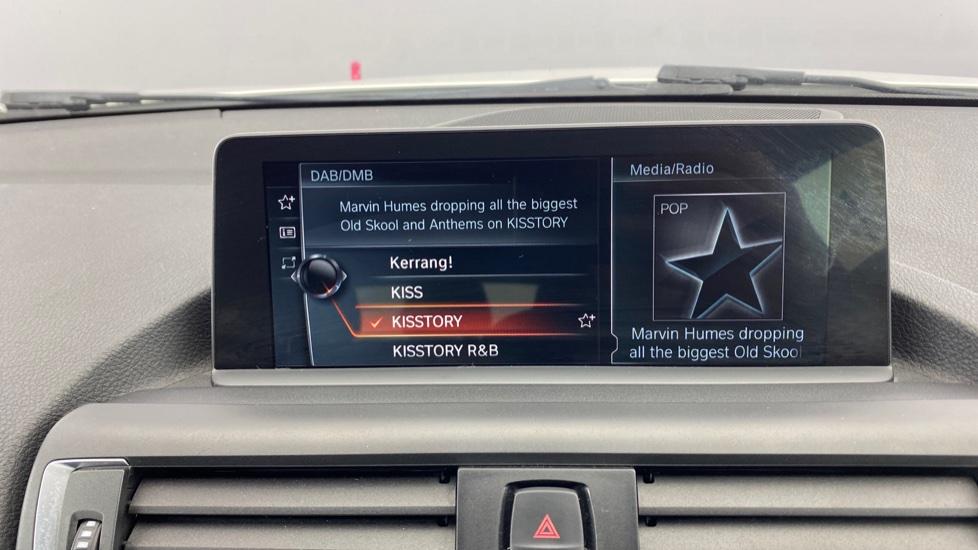 DAB/DMB
Marvin Humes dropping all the biggest
Old Skool and Anthems on KISSTORY
Kerrang!
KISS
KISSTORY
KISSTORY R&B
Media/Radio
POP
Marvin Humes dropping
all the biggest Old Skool